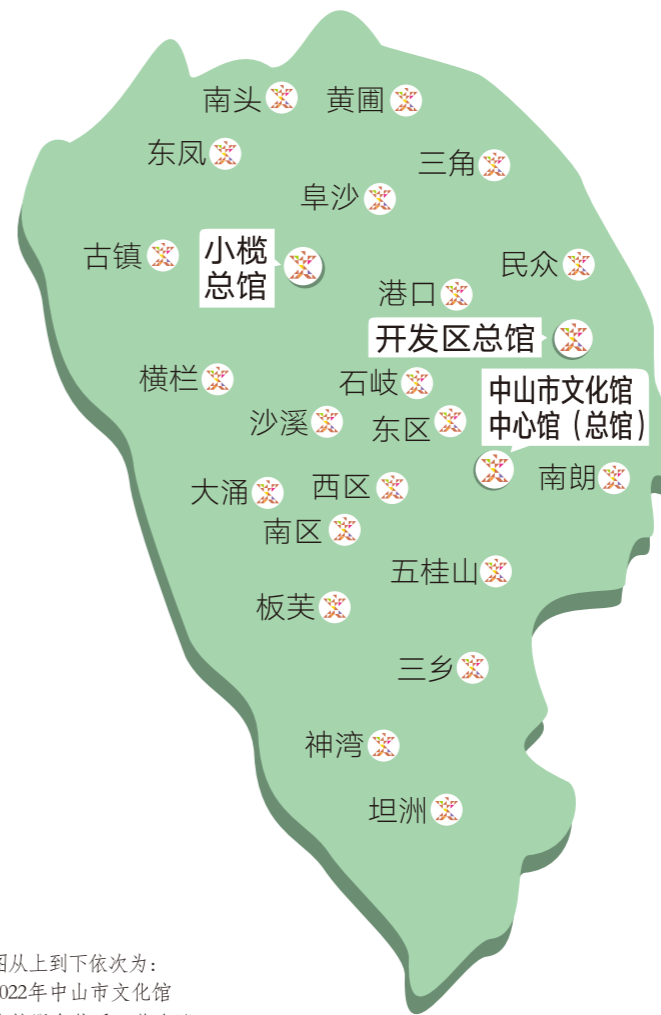 南头
黄圃
东凤
三角
阜沙
古镇
小榄
总馆
民众
港口
开发区总馆
横栏
石岐
中山市文化馆
中心馆（总馆）
沙溪
东区
南朗
大涌
西区
南区
五桂山
板芙
三乡
神湾
坦洲
图从上到下依次为：
022年中山市文化馆